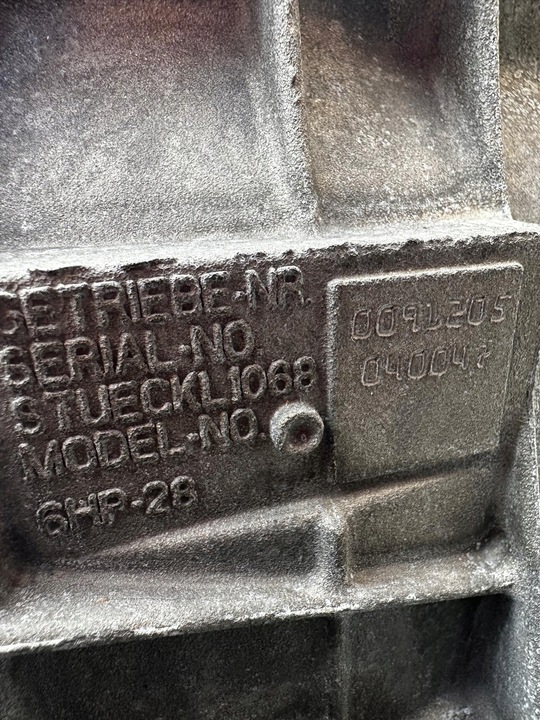 GETRIEBE-NR.
SERIAL-NO.
STUECKL1068
MODEL-NO.
6HP-28
0091205
040047